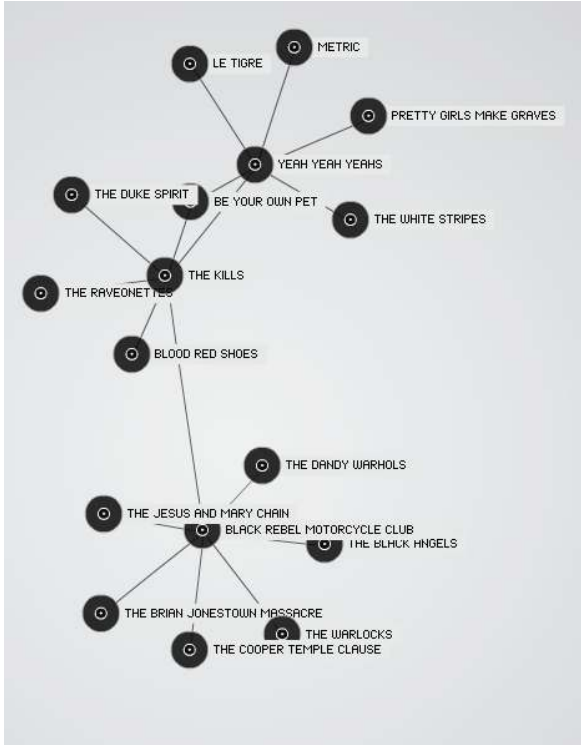 METRIC
LE TIGRE
PRETTY GIRLS MAKE GRAVES
YEAH YEAH YEAHS
THE DUKE SPIRIT
BE YOUR OWN PET
THE WHITE STRIPES
THE KILLS
THE RAVEONETTES
BLOOD RED SHOES
THE DANDY WARHOLS
THE JESUS AND MARY CHAIN
BLACK REBEL MOTORCYCLE CLUB
THE BLACK ANGELS
THE BRIAN JONESTOWN MASSACRE
THE WARLOCKS
THE COOPER TEMPLE CLAUSE